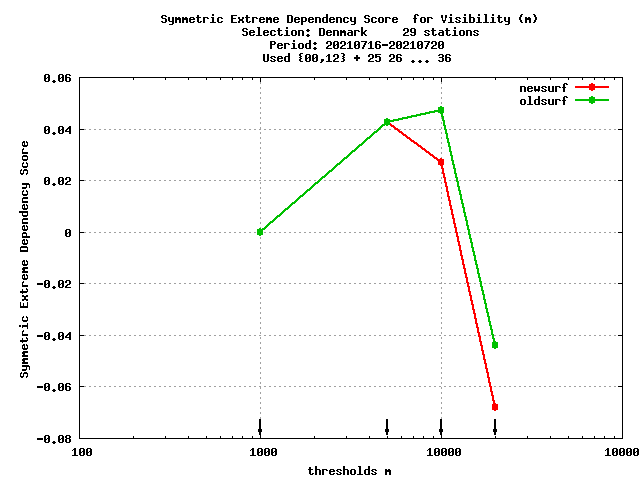 Symmetric Extreme Dependency Score  for Visibility (m)
Selection: Denmark     29 stations
Period: 20210716-20210720
Used {00,12} + 25 26 ... 36
newsurf
oldsurf
Symmetric Extreme Dependency Score
0.06
0.04
0.02
0
-0.02
-0.04
-0.06
-0.08
100 1000 10000 10000
thresholds m